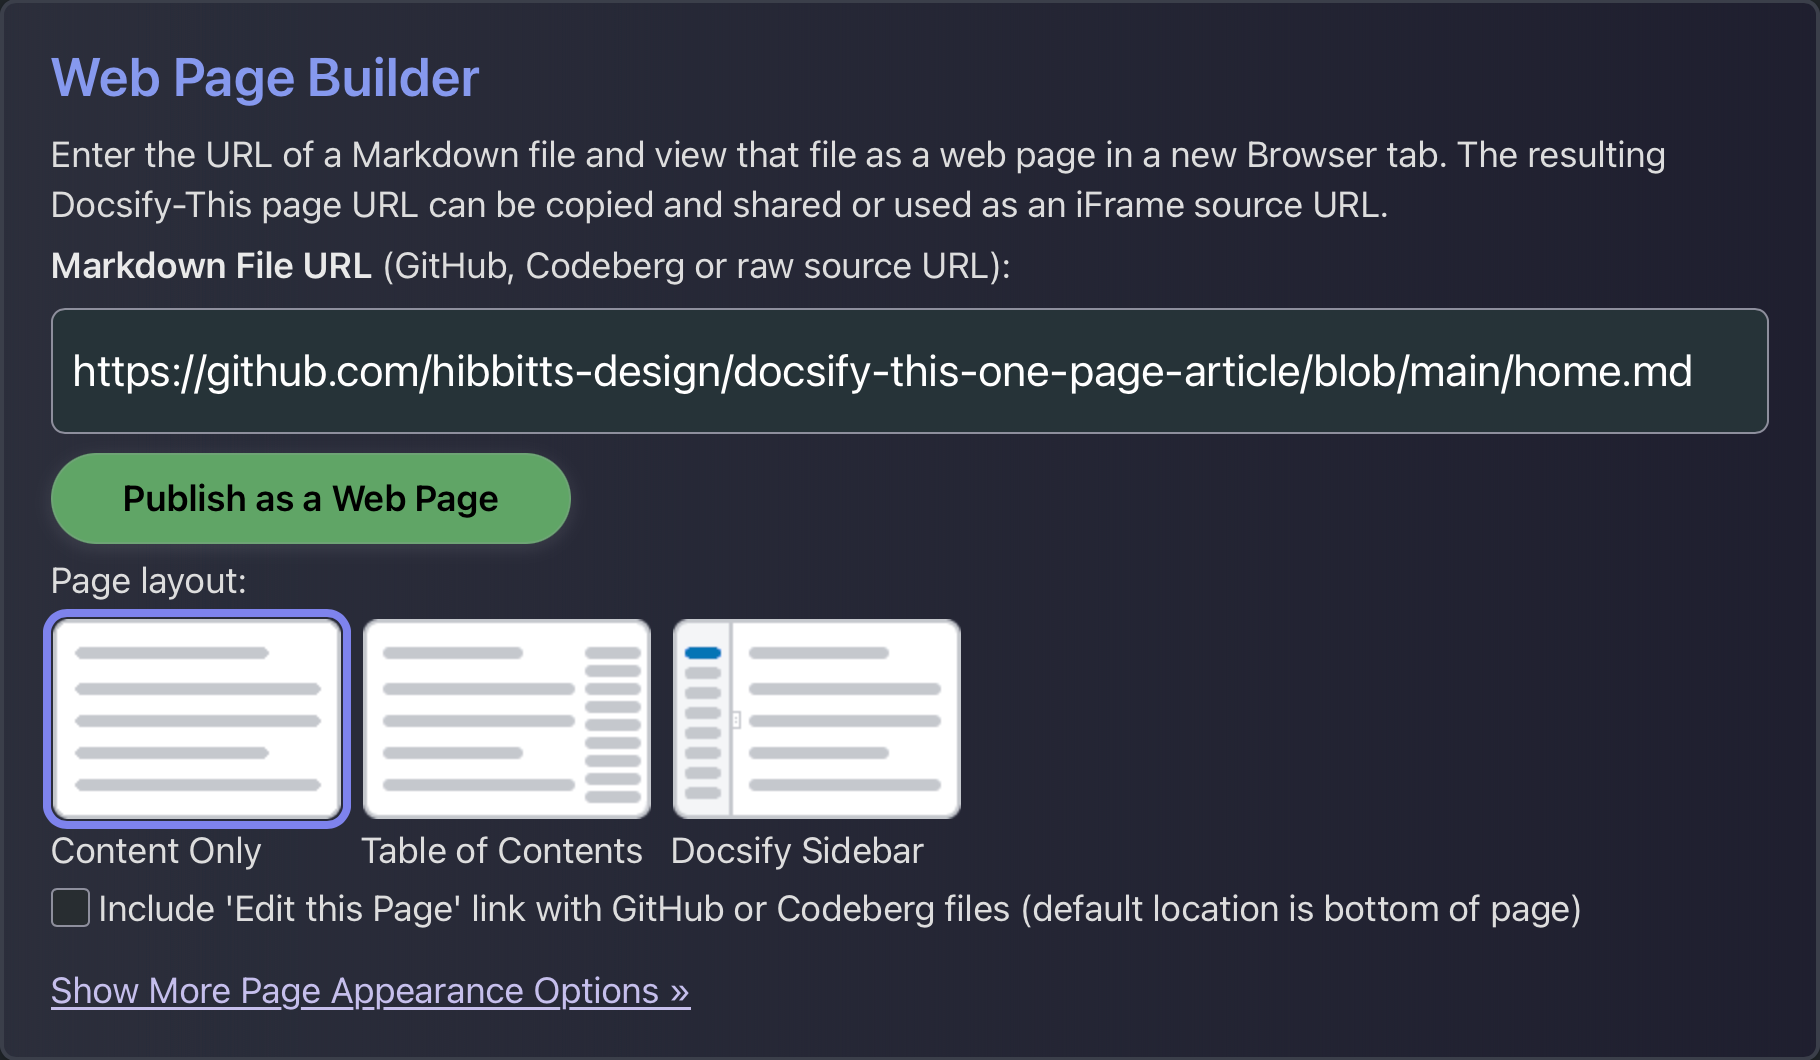 Web Page Builder
Enter the URL of a Markdown file and view that file as a web page in a new Browser tab. The resulting
Docsify-This page URL can be copied and shared or used as an iFrame source URL.
Markdown File URL (GitHub, Codeberg or raw source URL):
https://github.com/hibbitts-design/docsify-this-one-page-article/blob/main/home.md
Publish as a Web Page
Page layout:
Content Only
Table of Contents
Docsify Sidebar
Include 'Edit this Page' link with GitHub or Codeberg files (default location is bottom of page)
Show More Page Appearance Options »